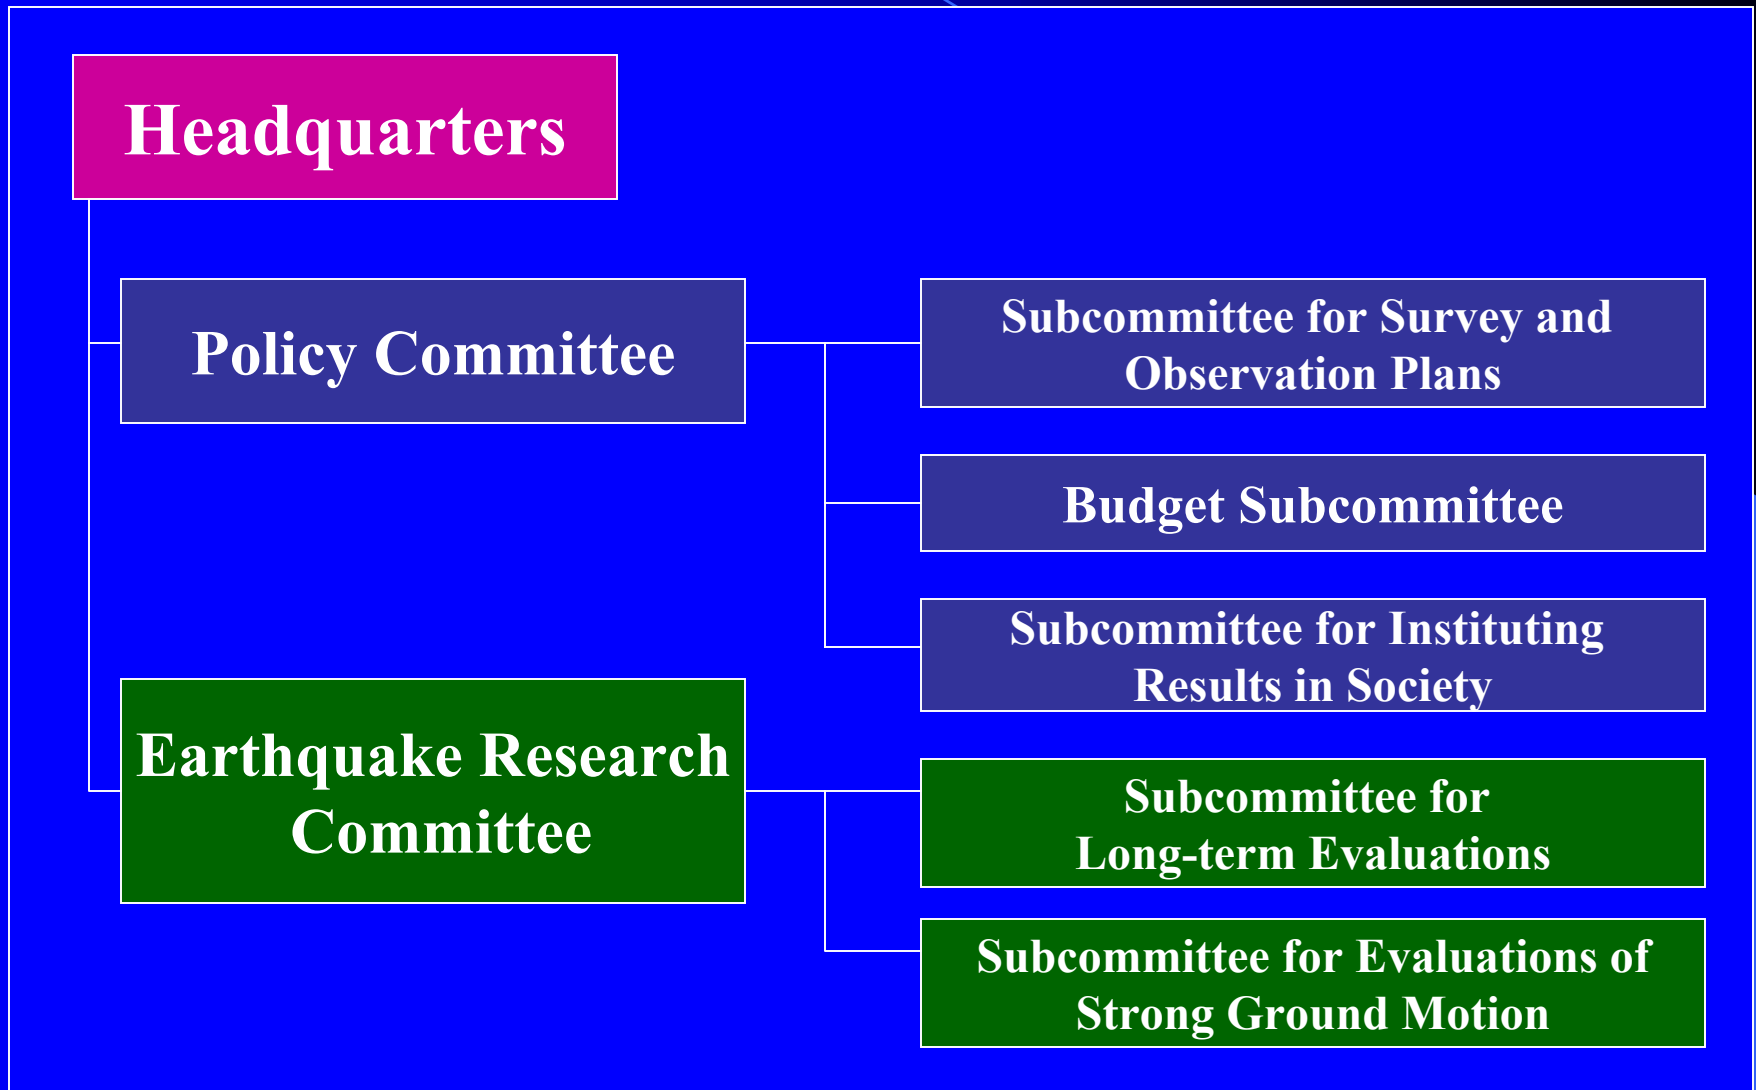 Headquarters
Policy Committee
Subcommittee for Survey and
Observation Plans
Budget Subcommittee
Subcommittee for Instituting
Results in Society
Earthquake Research
Committee
Subcommittee for
Long-term Evaluations
Subcommittee for Evaluations of
Strong Ground Motion